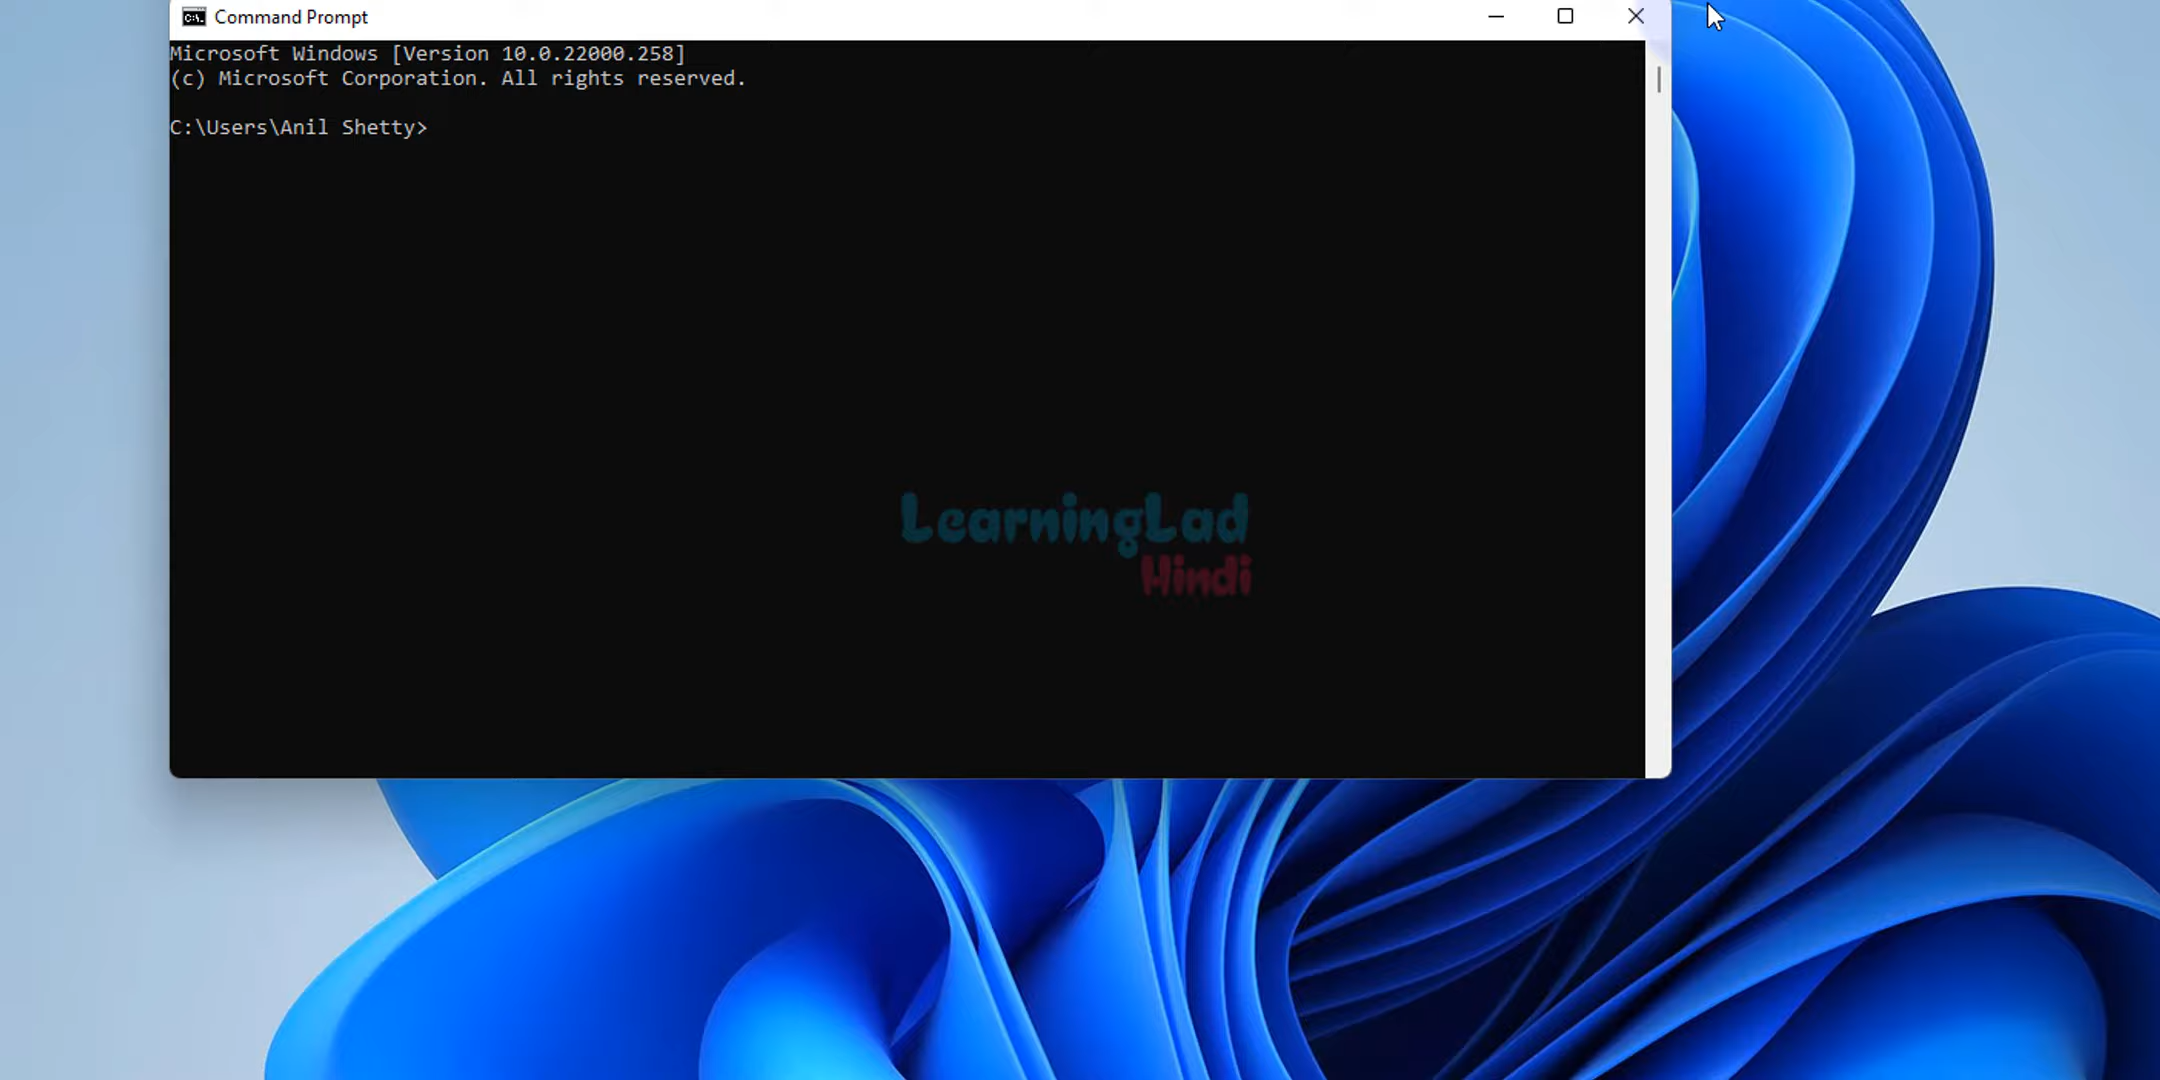 Command Prompt
Microsoft Windows [Version 10.0.22000.258]
(c) Microsoft Corporation. All rights reserved.
C:\Users\Anil Shetty>
LearningLad
Hindi